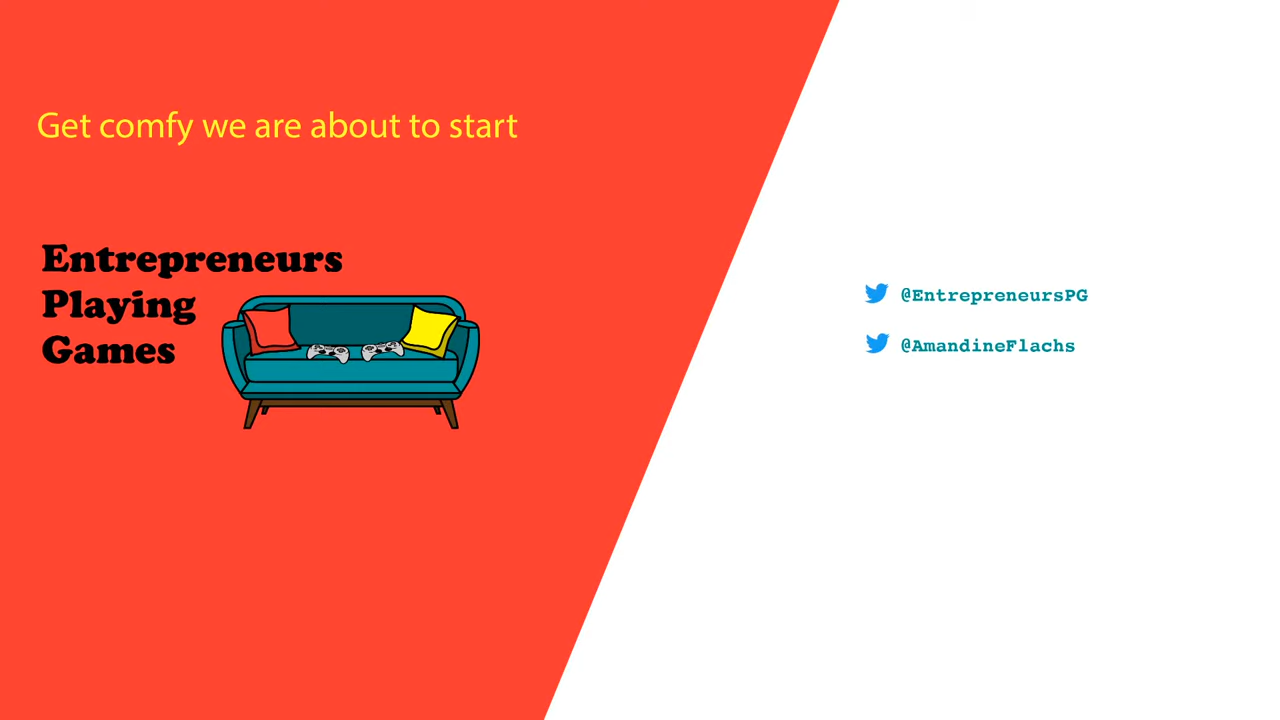 Get comfy we are about to start
Entrepreneurs
Playing
Games
@EntrepreneursPG
@AmandineFlachs